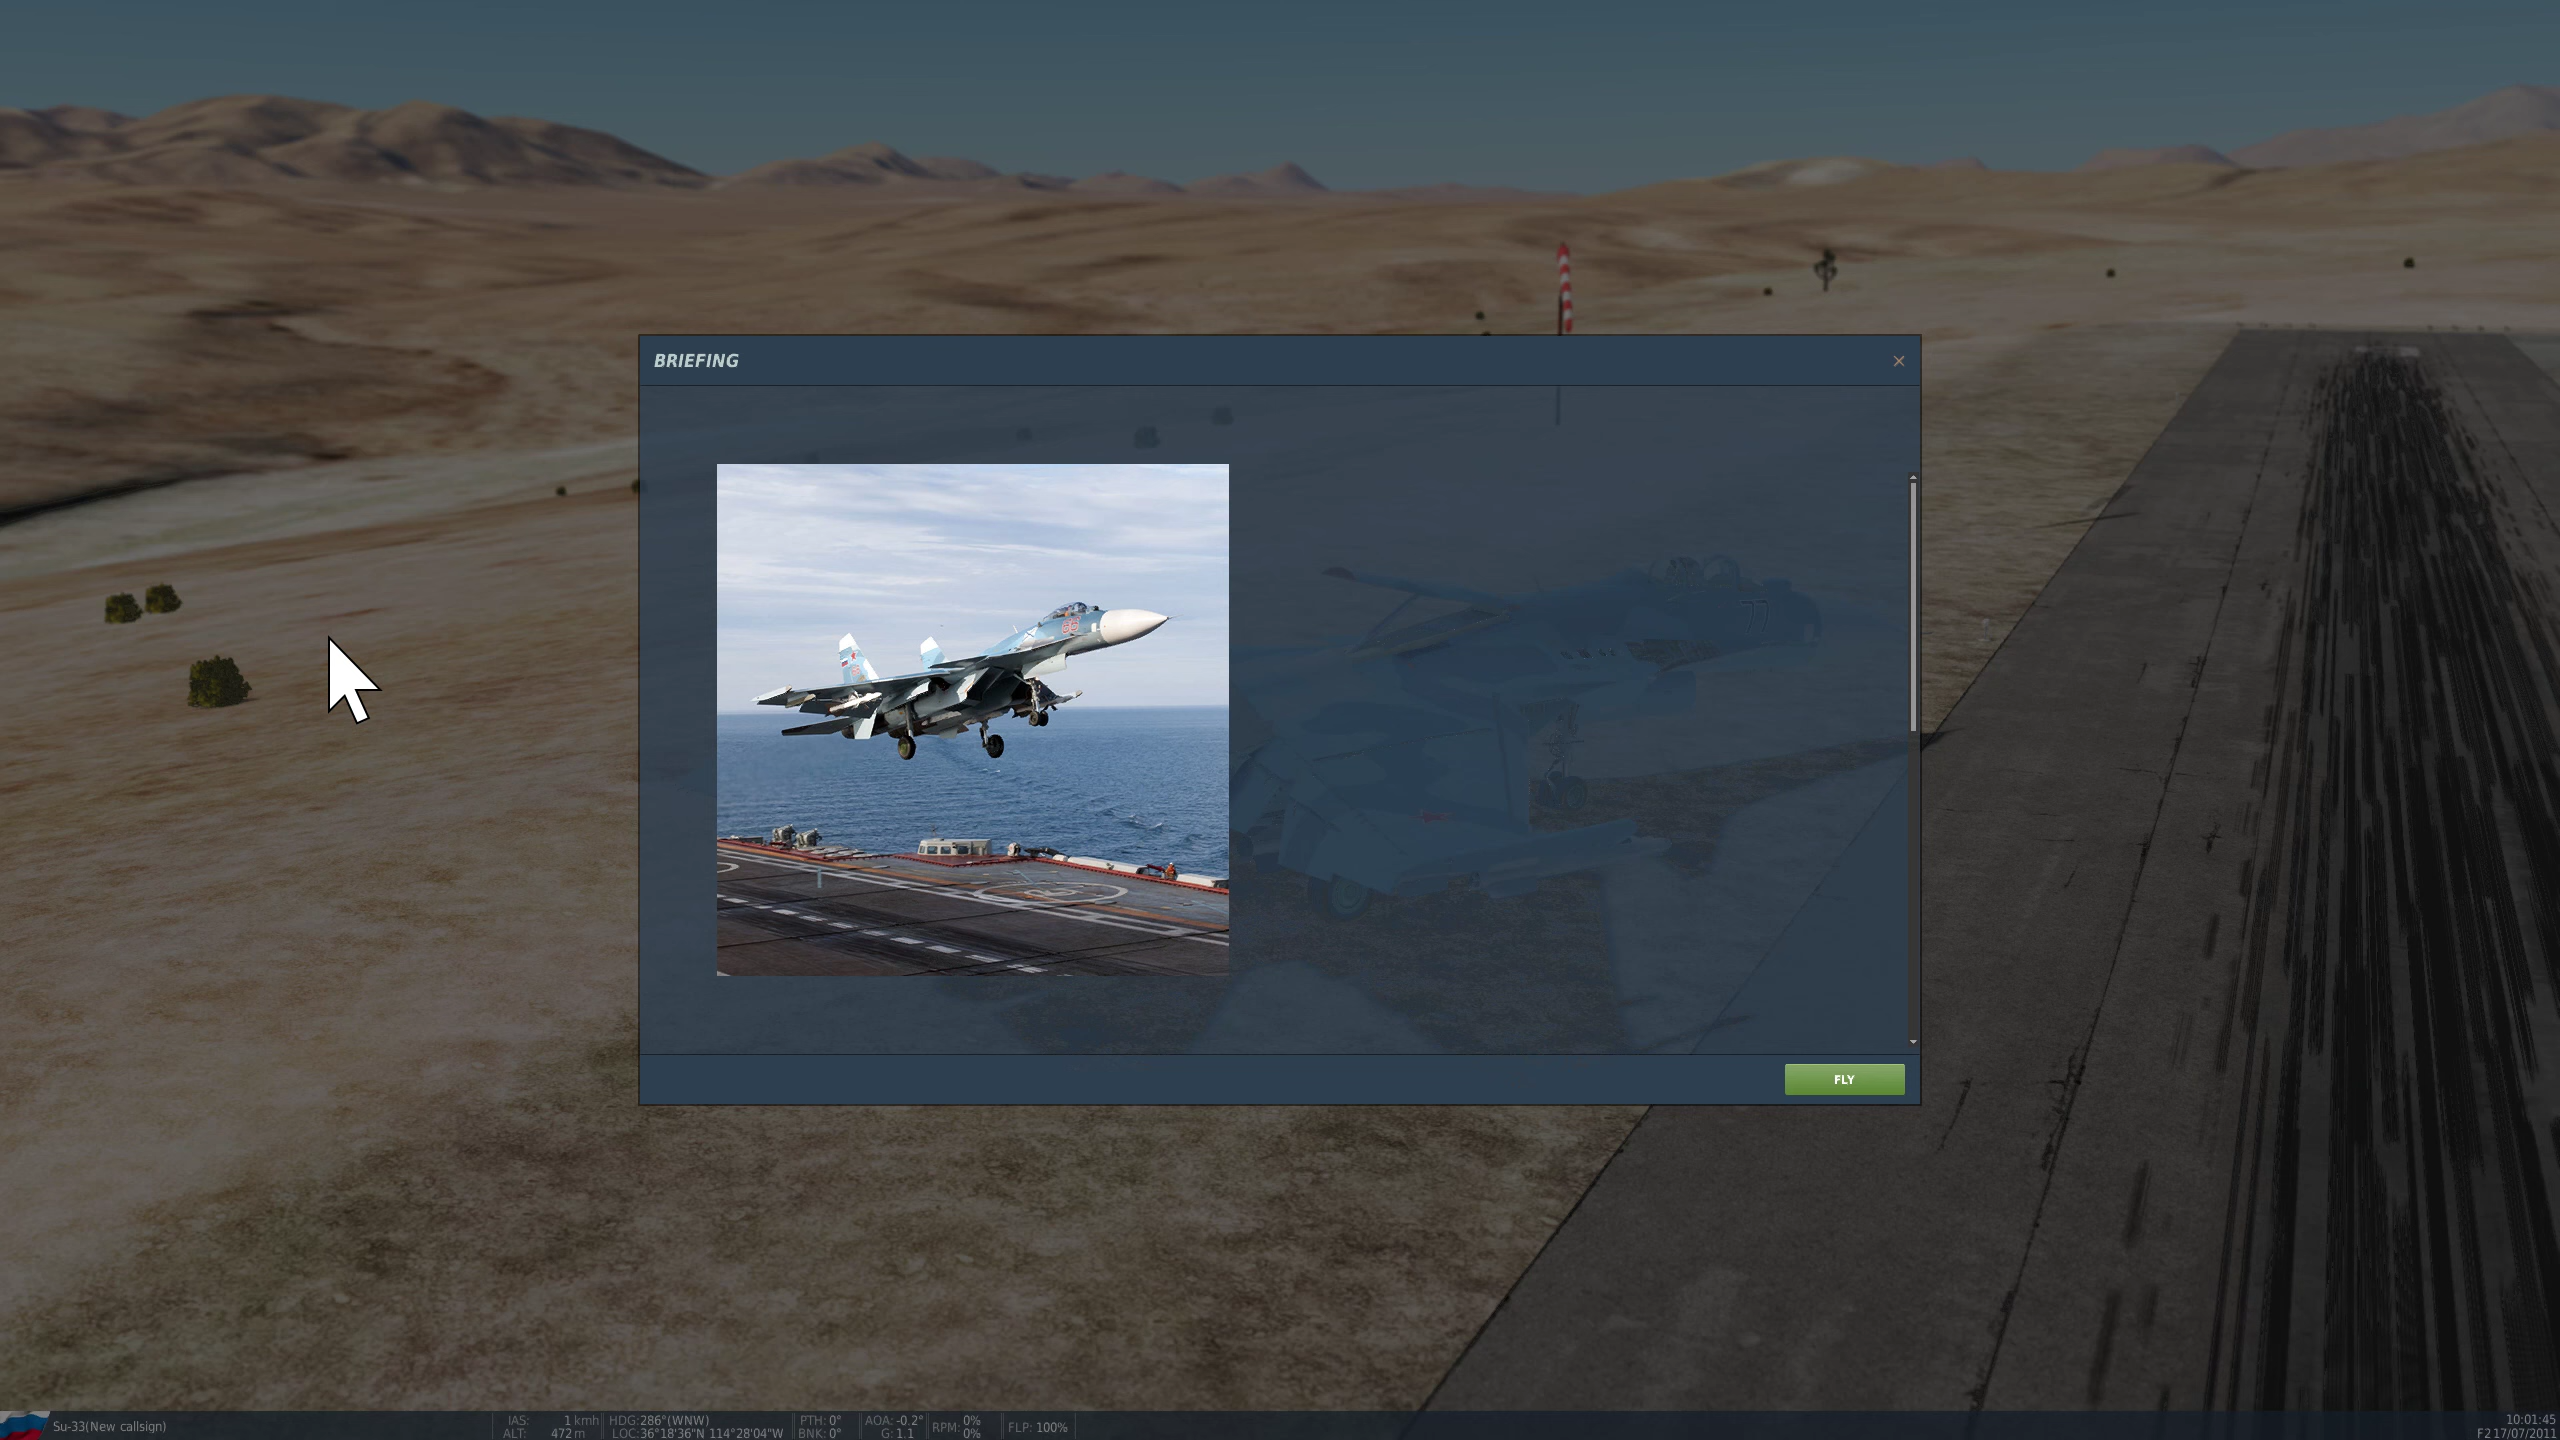 BRIEFING
66
77
FLY
Su-33(New callsign)
IAS: 1 kmh
ALT: 472 m
HDG: 286°(WNW)
LOC: 36°18'36"N 114°28'04"W
PTH: 0°
BNK: 0°
AOA: -0.2°
G: 1.1
RPM: 0%
0%
FLP: 100%
10:01:45
F2 17/07/2011